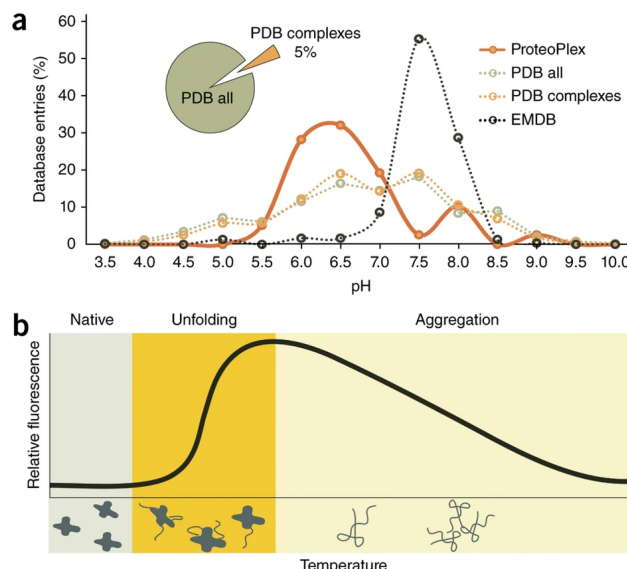 a
60
50
40
30
20
10
0
Database entries (%)
PDB complexes
5%
PDB all
ProteoPlex
PDB all
PDB complexes
EMDB
3.5 4.0 4.5 5.0 5.5 6.0 6.5 7.0 7.5 8.0 8.5 9.0 9.5 10.0
pH
b
Native Unfolding Aggregation
Relative fluorescence
Temperature